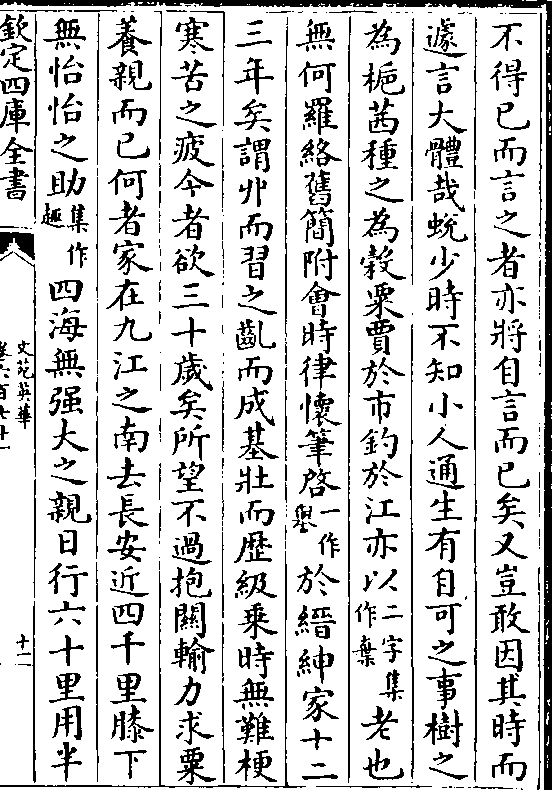 不得已而言之者亦將自言而已矣又豈敢因其時而
遽言大體哉蛻少時不知小人通生有自可之事樹之
為梔茜種之為穀粟賈於市釣於江亦以二字集作棄老也
無何羅絡舊簡附會時律懷筆啓一作舉於縉紳家十二
三年矣謂丱而習之齓而成基壯而歴級乗時無難梗
寒苦之疲今者欲三十歲矣所望不過抱關輸力求粟
養親而已何者家在九江之南去長安近四千里膝下
無怡怡之助集作趣四海無强大之親日行六十里用半
欽定四庫全書
文苑英華
卷六百七十一
十二